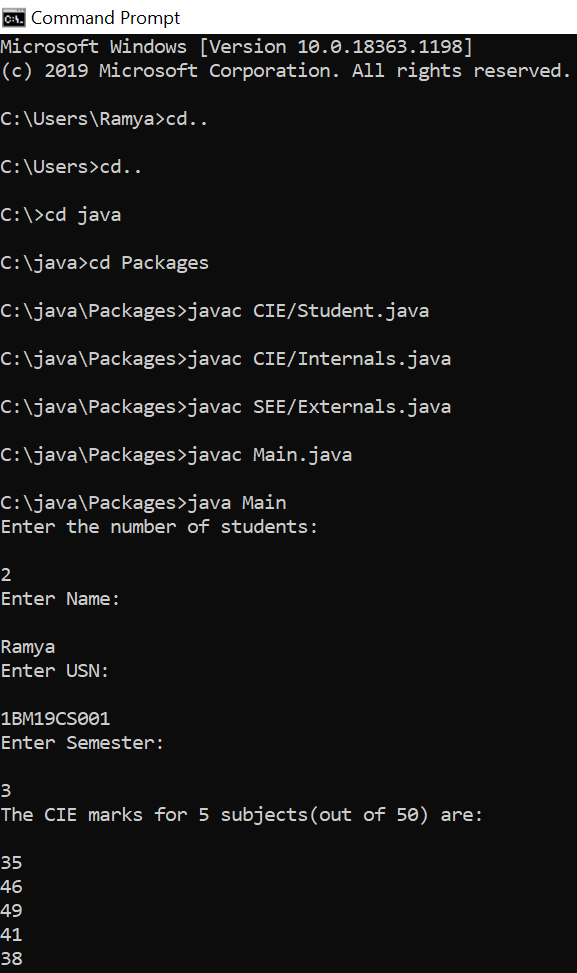 Command Prompt
Microsoft Windows [Version 10.0.18363.1198]
(c) 2019 Microsoft Corporation. All rights reserved.
C:\Users\Ramya>cd..
C:\Users>cd..
C:\>cd java
C:\java>cd Packages
C:\java\Packages>javac CIE/Student.java
C:\java\Packages>javac CIE/Internals.java
C:\java\Packages>javac SEE/Externals.java
C:\java\Packages>javac Main.java
C:\java\Packages>java Main
Enter the number of students:
2
Enter Name:
Ramya
Enter USN:
1BM19CS001
Enter Semester:
3
The CIE marks for 5 subjects(out of 50) are:
35
46
49
41
38